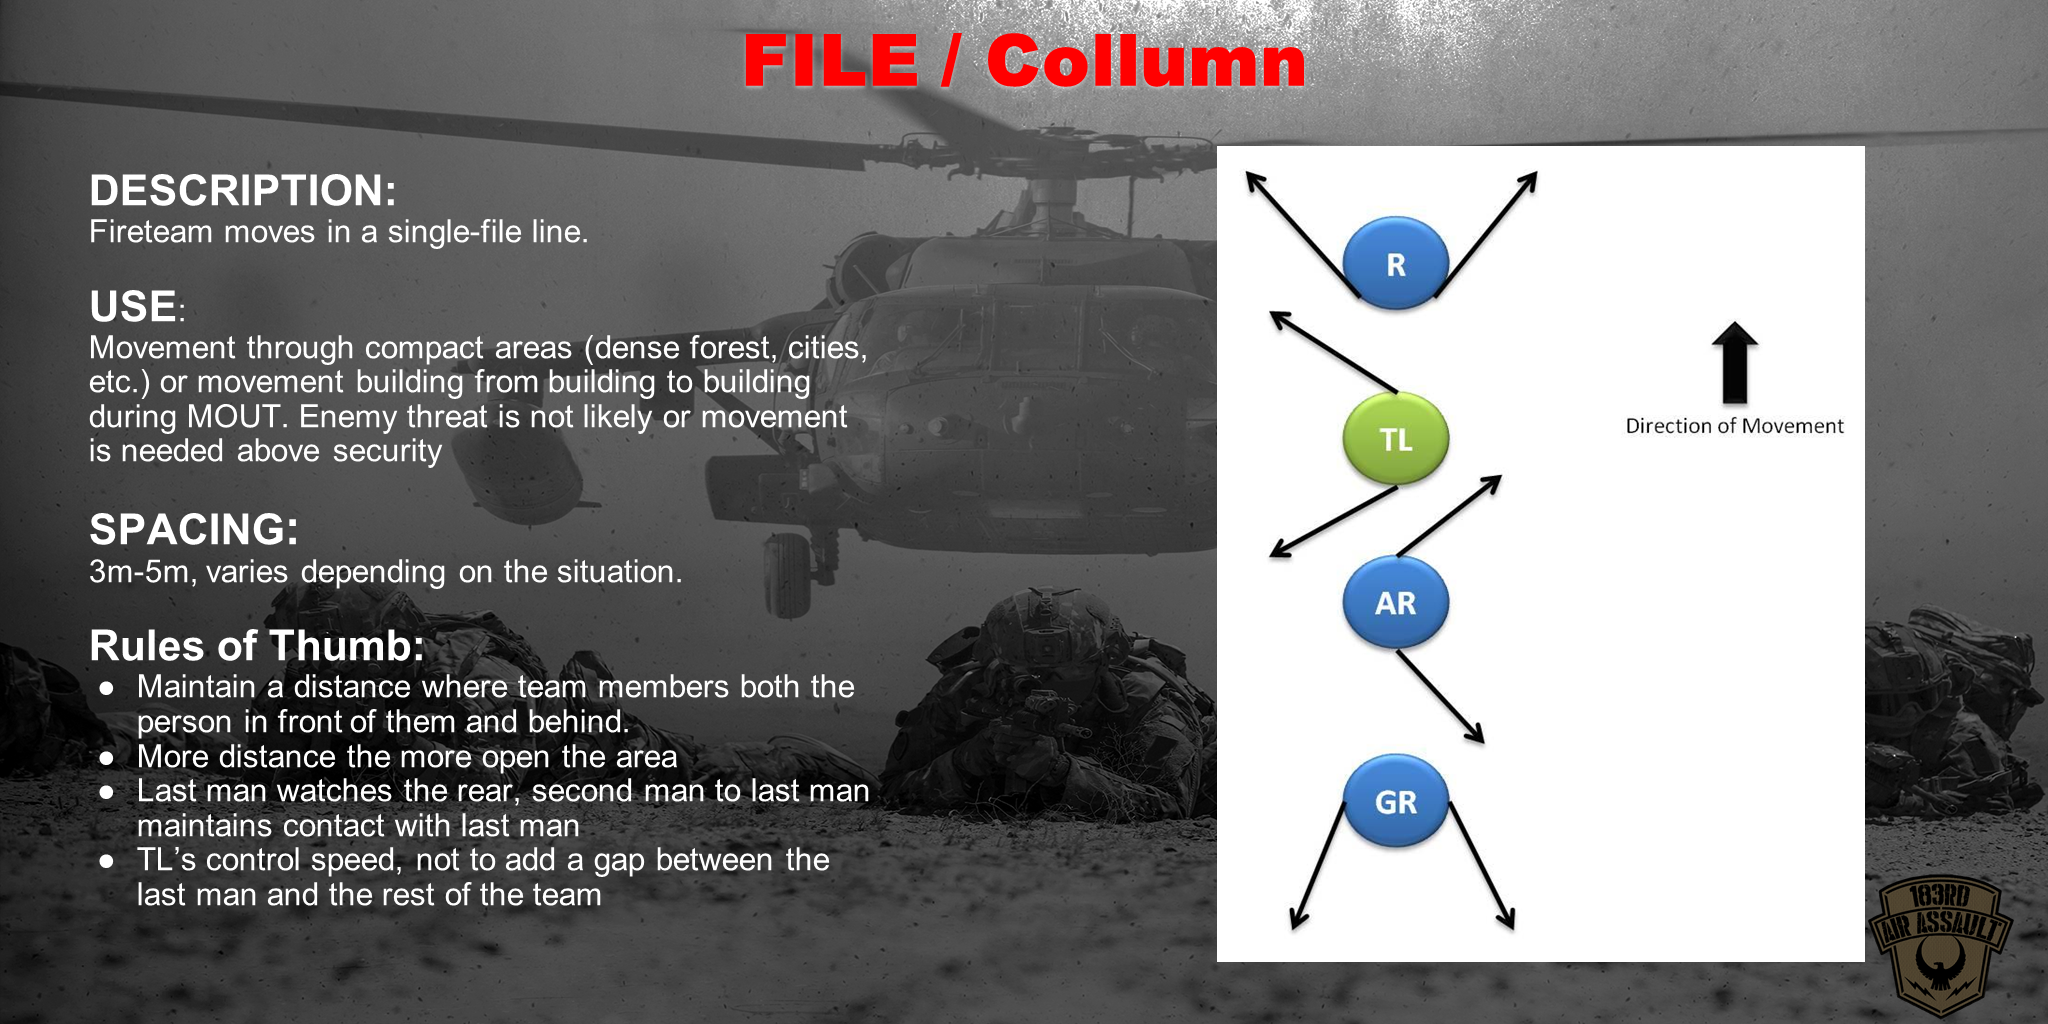 FILE / Collumn
DESCRIPTION:
Fireteam moves in a single-file line.
USE:
Movement through compact areas (dense forest, cities,
etc.) or movement building from building to building
during MOUT. Enemy threat is not likely or movement
is needed above security
SPACING:
3m-5m, varies depending on the situation.
Rules of Thumb:
● Maintain a distance where team members both the
person in front of them and behind.
● More distance the more open the area
● Last man watches the rear, second man to last man
maintains contact with last man
● TL’s control speed, not to add a gap between the
last man and the rest of the team
R
TL
Direction of Movement
AR
GR
183RD
AIR ASSAULT